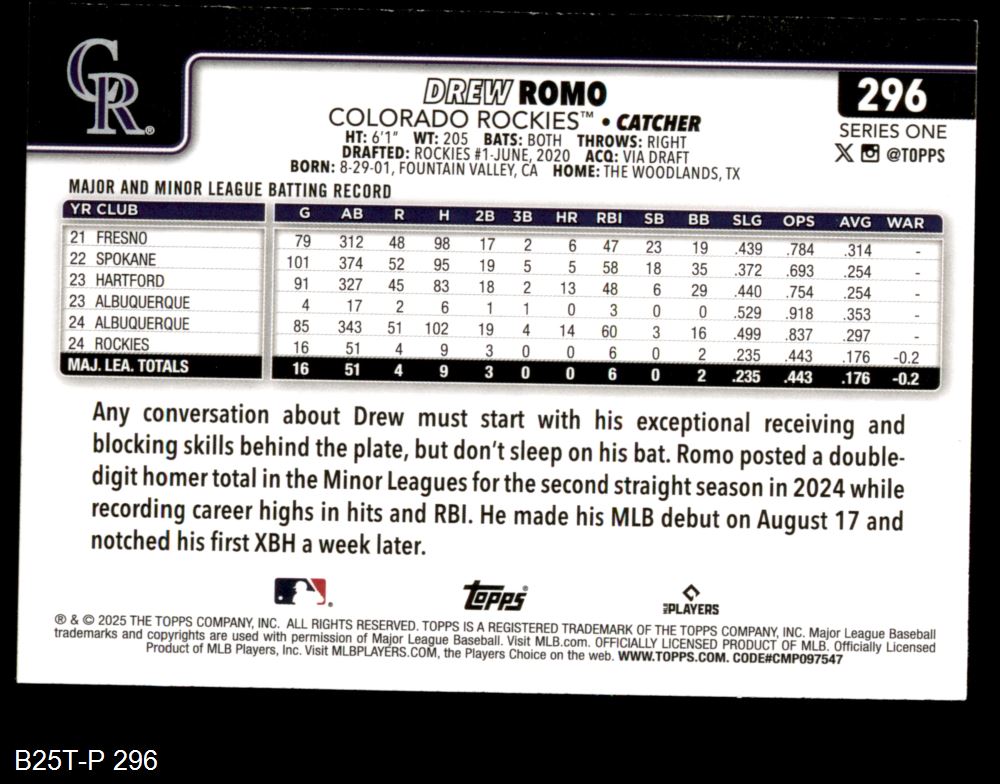 CR®
DREW ROMO
COLORADO ROCKIES™ • CATCHER
HT: 6'1" WT: 205 BATS: BOTH THROWS: RIGHT
DRAFTED: ROCKIES #1-JUNE, 2020 ACQ: VIA DRAFT
BORN: 8-29-01, FOUNTAIN VALLEY, CA HOME: THE WOODLANDS, TX
296
SERIES ONE
X @TOPPS
MAJOR AND MINOR LEAGUE BATTING RECORD
YR CLUB G AB R H 2B 3B HR RBI SB BB SLG OPS AVG WAR
21 FRESNO 79 312 48 98 17 2 6 47 23 19 .439 .784 .314 -
22 SPOKANE 101 374 52 95 19 5 5 58 18 35 .372 .693 .254 -
23 HARTFORD 91 327 45 83 18 2 13 48 6 29 .440 .754 .254 -
23 ALBUQUERQUE 4 17 2 6 1 1 0 3 0 0 .529 .918 .353 -
24 ALBUQUERQUE 85 343 51 102 19 4 14 60 3 16 .499 .837 .297 -
24 ROCKIES 16 51 4 9 3 0 0 6 0 2 .235 .443 .176 -0.2
MAJ. LEA. TOTALS 16 51 4 9 3 0 0 6 0 2 .235 .443 .176 -0.2
Any conversation about Drew must start with his exceptional receiving and
blocking skills behind the plate, but don't sleep on his bat. Romo posted a double-
digit homer total in the Minor Leagues for the second straight season in 2024 while
recording career highs in hits and RBI. He made his MLB debut on August 17 and
notched his first XBH a week later.
Topps®
MLB PLAYERS
® & © 2025 THE TOPPS COMPANY, INC. ALL RIGHTS RESERVED. TOPPS IS A REGISTERED TRADEMARK OF THE TOPPS COMPANY, INC. Major League Baseball
trademarks and copyrights are used with permission of Major League Baseball. Visit MLB.com. OFFICIALLY LICENSED PRODUCT OF MLB. Officially Licensed
Product of MLB Players, Inc. Visit MLBPLAYERS.COM, the Players Choice on the web. WWW.TOPPS.COM. CODE#CMP097547
B25T-P 296